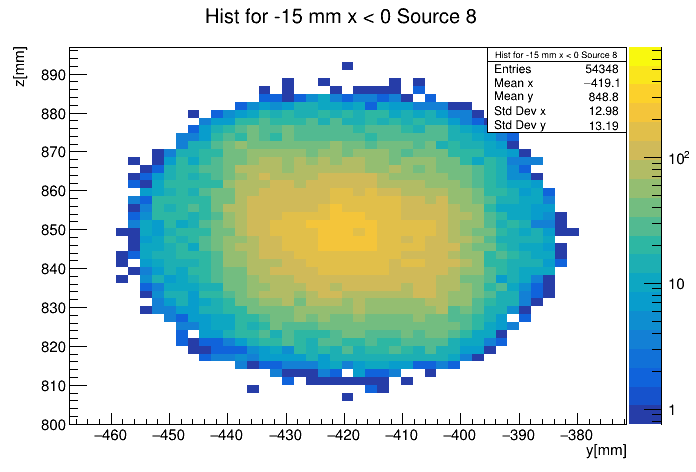 Hist for -15 mm x < 0 Source 8
z[mm]
Hist for -15 mm x < 0 Source 8
Entries 54348
Mean x −419.1
Mean y 848.8
Std Dev x 12.98
Std Dev y 13.19
890
880
870
860
850
840
830
820
810
800
−460 −450 −440 −430 −420 −410 −400 −390 −380
y[mm]
10²
10
1